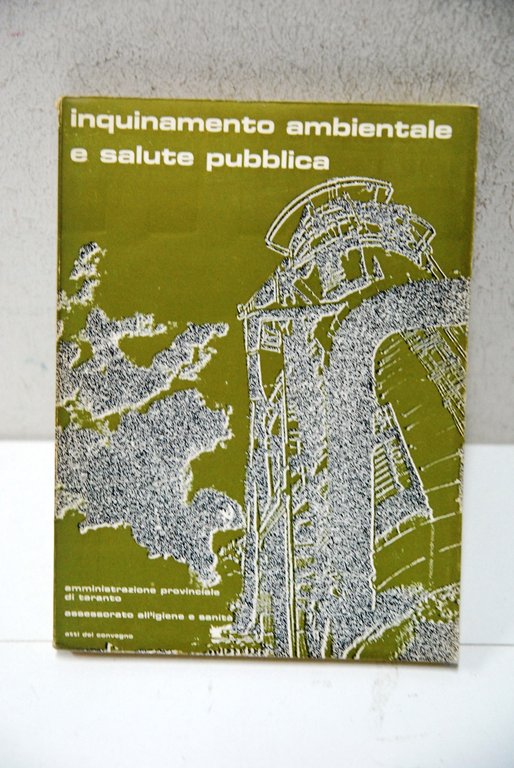 inquinamento ambientale
e salute pubblica
amministrazione provinciale
di taranto
assessorato all'igiene e sanità
atti del convegno